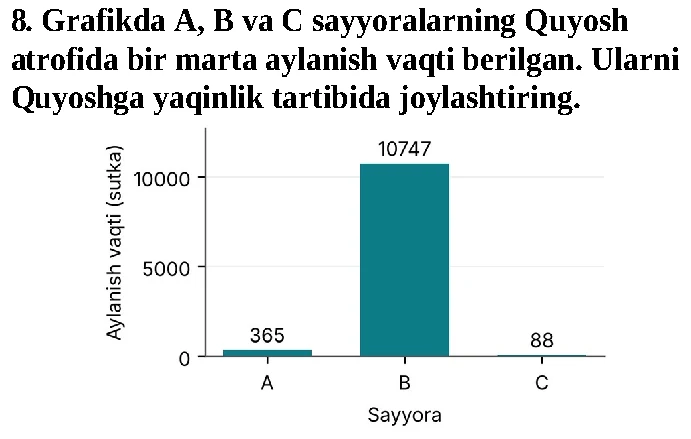 8. Grafikda A, B va C sayyoralarning Quyosh
atrofida bir marta aylanish vaqti berilgan. Ularni
Quyoshga yaqinlik tartibida joylashtiring.
Aylanish vaqti (sutka)
10000
5000
0
365
10747
88
A
B
C
Sayyora